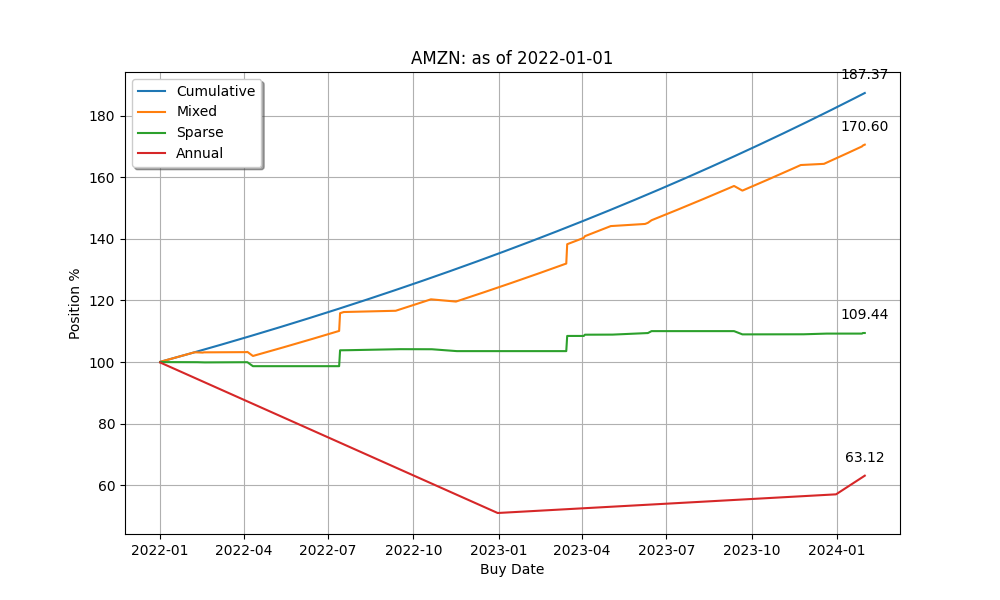 AMZN: as of 2022-01-01
187.37
Cumulative
Mixed
Sparse
Annual
170.60
109.44
63.12
180
160
140
120
100
80
60
Position %
2022-01 2022-04 2022-07 2022-10 2023-01 2023-04 2023-07 2023-10 2024-01
Buy Date